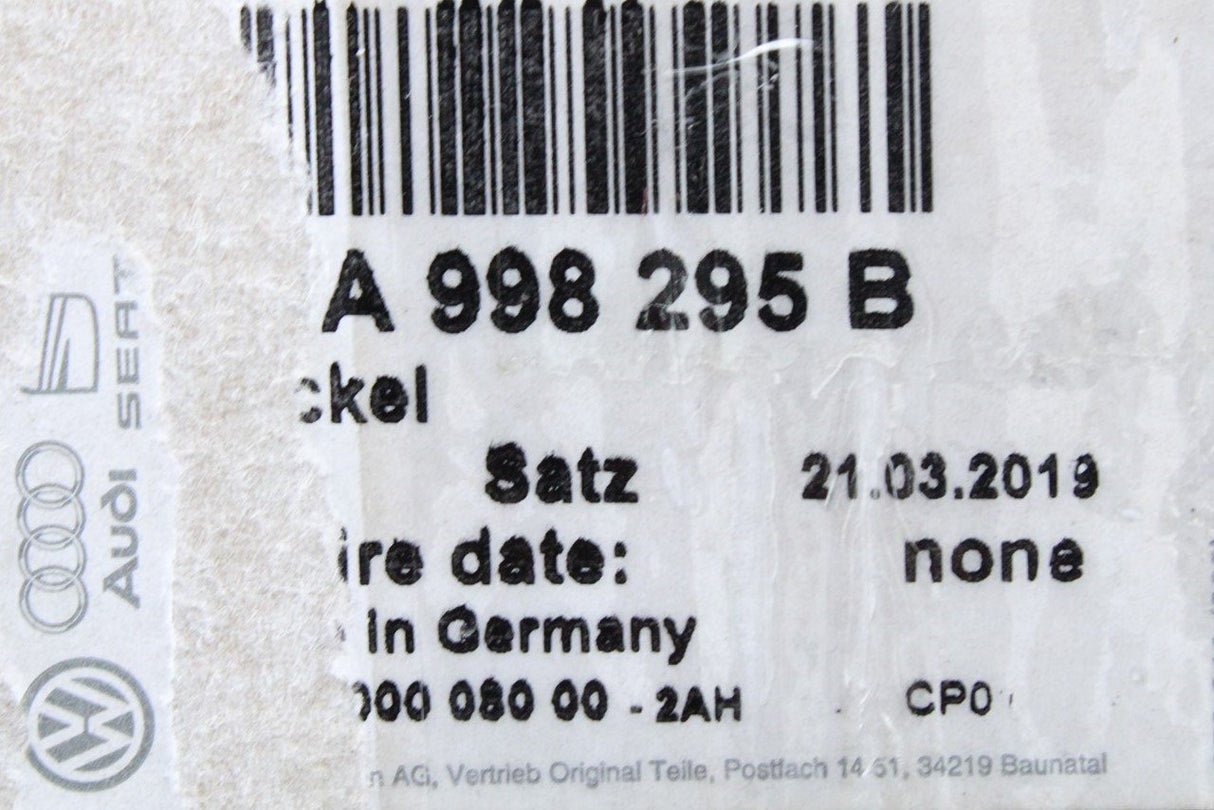 A 998 295 B
ckel
Satz 21.03.2019
ire date: none
in Germany
000 080 00 - 2AH CP0
n AG, Vertrieb Original Teile, Postfach 14 51, 34219 Baunatal
SEAT
Audi